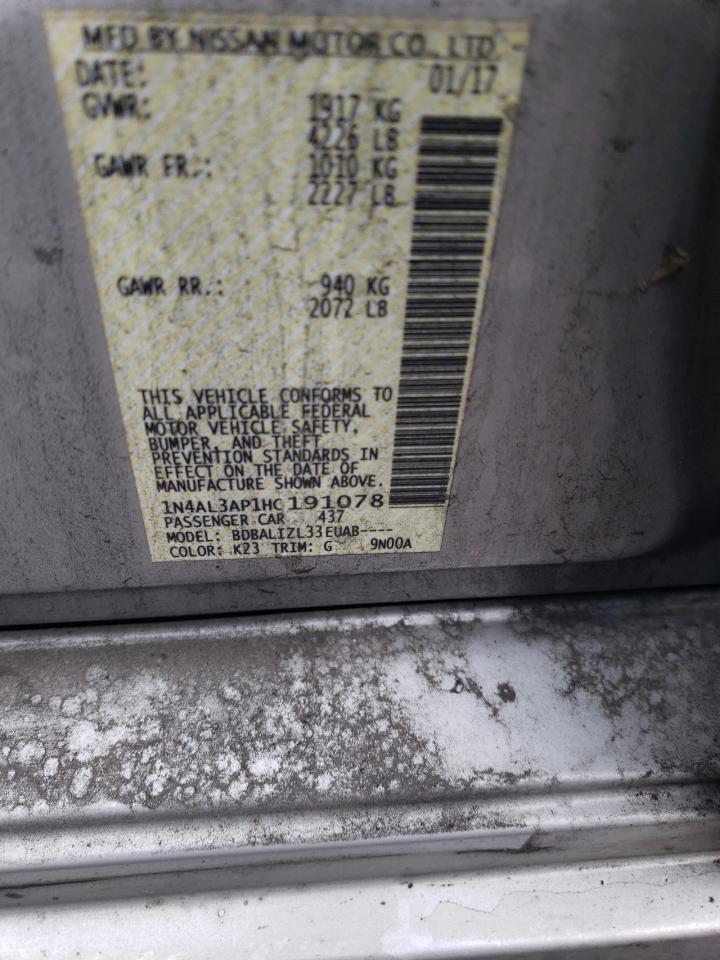 MFD BY NISSAN MOTOR CO., LTD.
DATE: 01/17
GVWR: 1917 KG
4226 LB
GAWR FR.: 1010 KG
2227 LB
GAWR RR.: 940 KG
2072 LB
THIS VEHICLE CONFORMS TO
ALL APPLICABLE FEDERAL
MOTOR VEHICLE SAFETY,
BUMPER, AND THEFT
PREVENTION STANDARDS IN
EFFECT ON THE DATE OF
MANUFACTURE SHOWN ABOVE.
1N4AL3AP1HC191078
PASSENGER CAR 437
MODEL: BDBALIZL33EUAB----
COLOR: K23 TRIM: G 9N00A